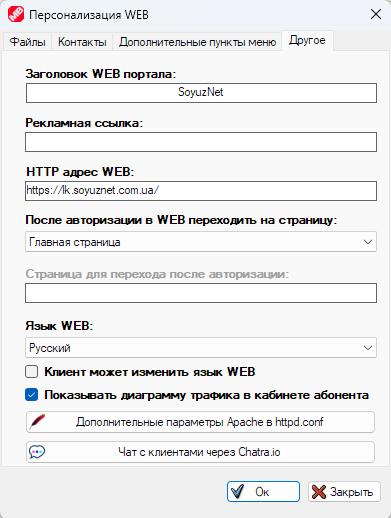 Персонализация WEB
Файлы Контакты Дополнительные пункты меню Другое
Заголовок WEB портала:
SoyuzNet
Рекламная ссылка:
HTTP адрес WEB:
https://lk.soyuznet.com.ua/
После авторизации в WEB переходить на страницу:
Главная страница
Страница для перехода после авторизации:
Язык WEB:
Русский
Клиент может изменить язык WEB
Показывать диаграмму трафика в кабинете абонента
Дополнительные параметры Apache в httpd.conf
Чат с клиентами через Chatra.io
Ок Закрыть